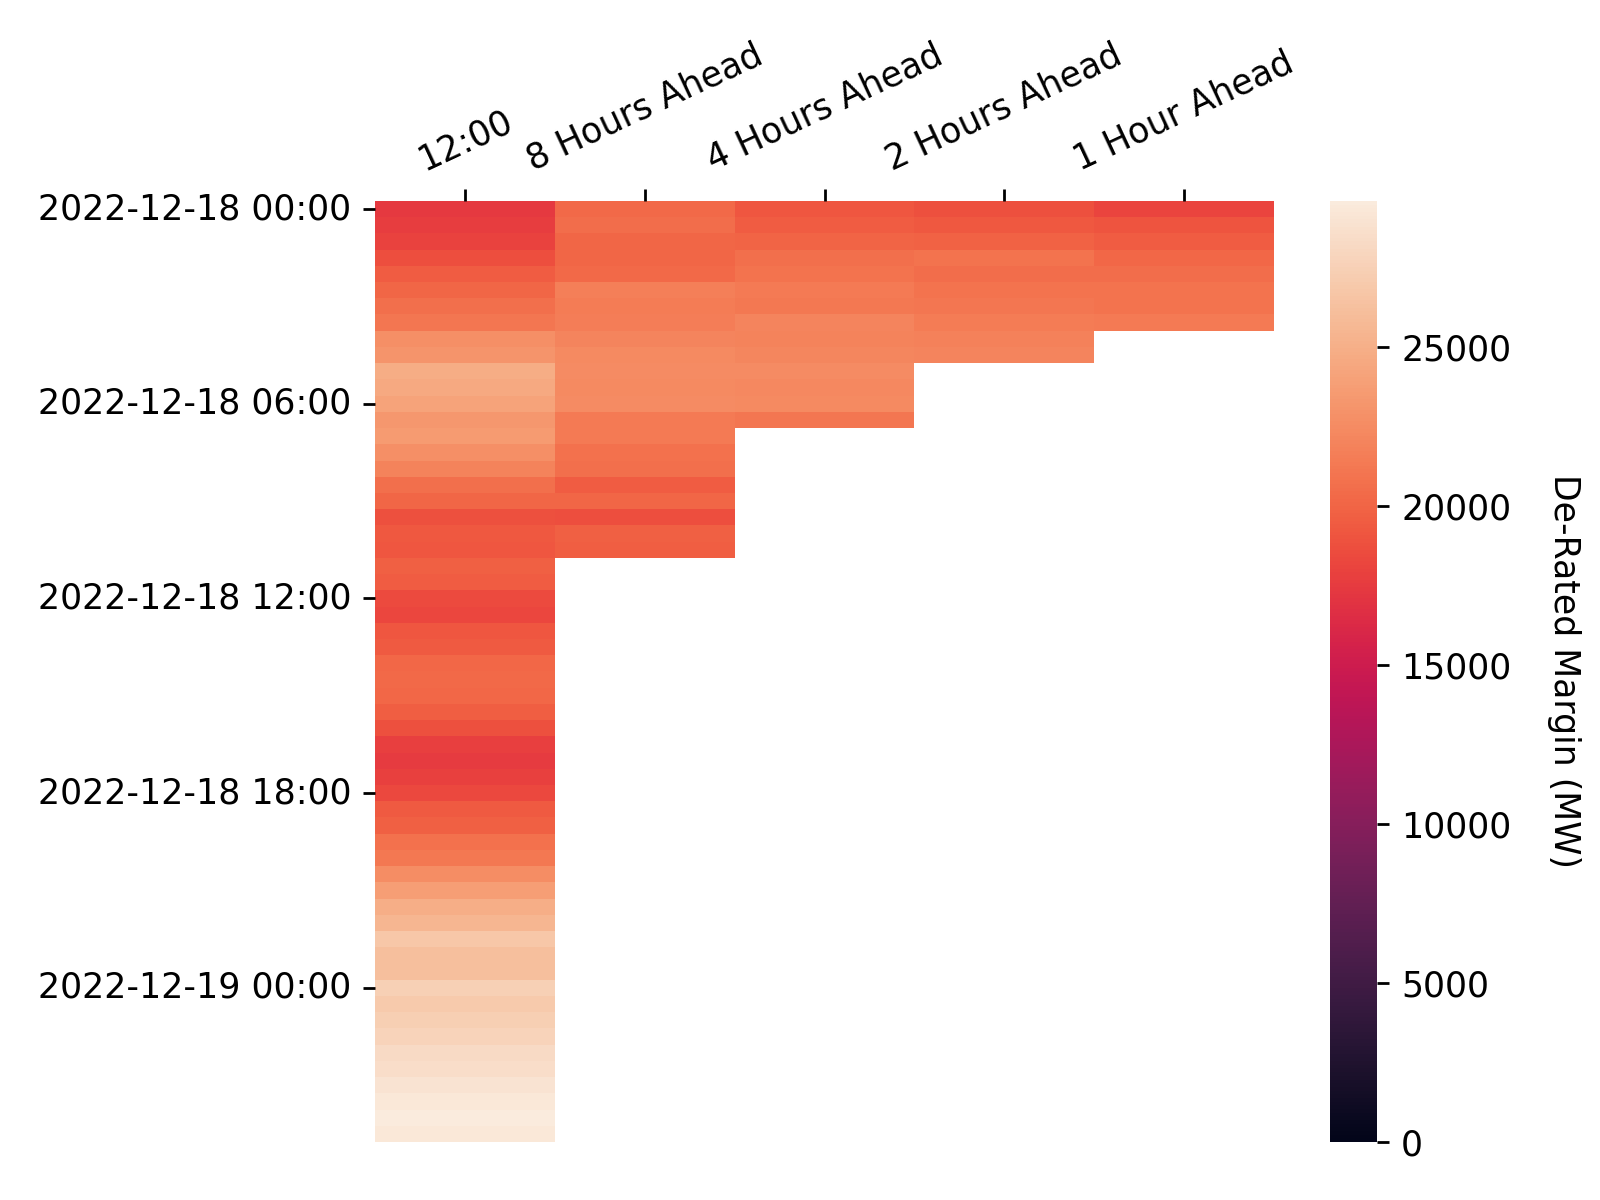 12:00
8 Hours Ahead
4 Hours Ahead
2 Hours Ahead
1 Hour Ahead
2022-12-18 00:00
2022-12-18 06:00
2022-12-18 12:00
2022-12-18 18:00
2022-12-19 00:00
25000
20000
15000
10000
5000
0
De-Rated Margin (MW)